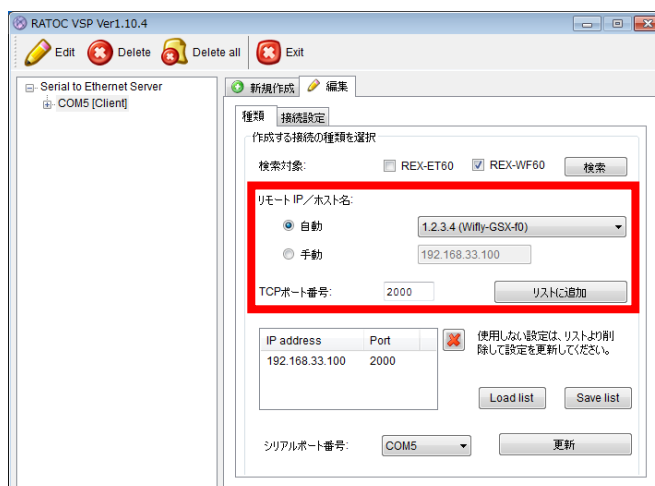 RATOC VSP Ver1.10.4
Edit Delete Delete all Exit
Serial to Ethernet Server
COM5 [Client]
新規作成 編集
種類 接続設定
作成する接続の種類を選択
検索対象: REX-ET60 REX-WF60 検索
リモート IP/ホスト名:
自動 1.2.3.4 (Wifly-GSX-f0)
手動 192.168.33.100
TCPポート番号: 2000 リストに追加
IP address Port
192.168.33.100 2000
使用しない設定は、リストより削
除して設定を更新してください。
Load list Save list
シリアルポート番号: COM5 更新